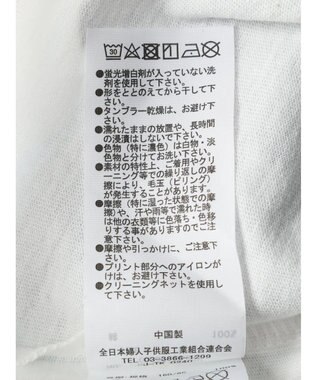 30
●蛍光増白剤が入っていない洗
剤を使用して下さい。
●形をととのえてから干して下
さい。
●タンブラー乾燥は、お避け下
さい。
●濡れたままの放置や、長時間
の浸漬はしないで下さい。
●色物(特に濃色)は白物・淡
色物と分けてお洗い下さい。
●素材の特性上、ご着用やクリ
ーニング等での繰り返しの摩
擦により、毛玉(ピリング)
が発生する事があります。
●摩擦(特に湿った状態での摩
擦)や、汗や雨等で濡れた時
は他の衣類等に色落ち・色移
りする事がありますのでご注
意下さい。
●摩擦や引っかけに、ご注意下
さい。
●プリント部分へのアイロンが
けは、お避け下さい。
●クリーニングネットを使用し
て下さい。
中国製
全日本婦人子供服工業組合連合会
TEL 03-3866-1299